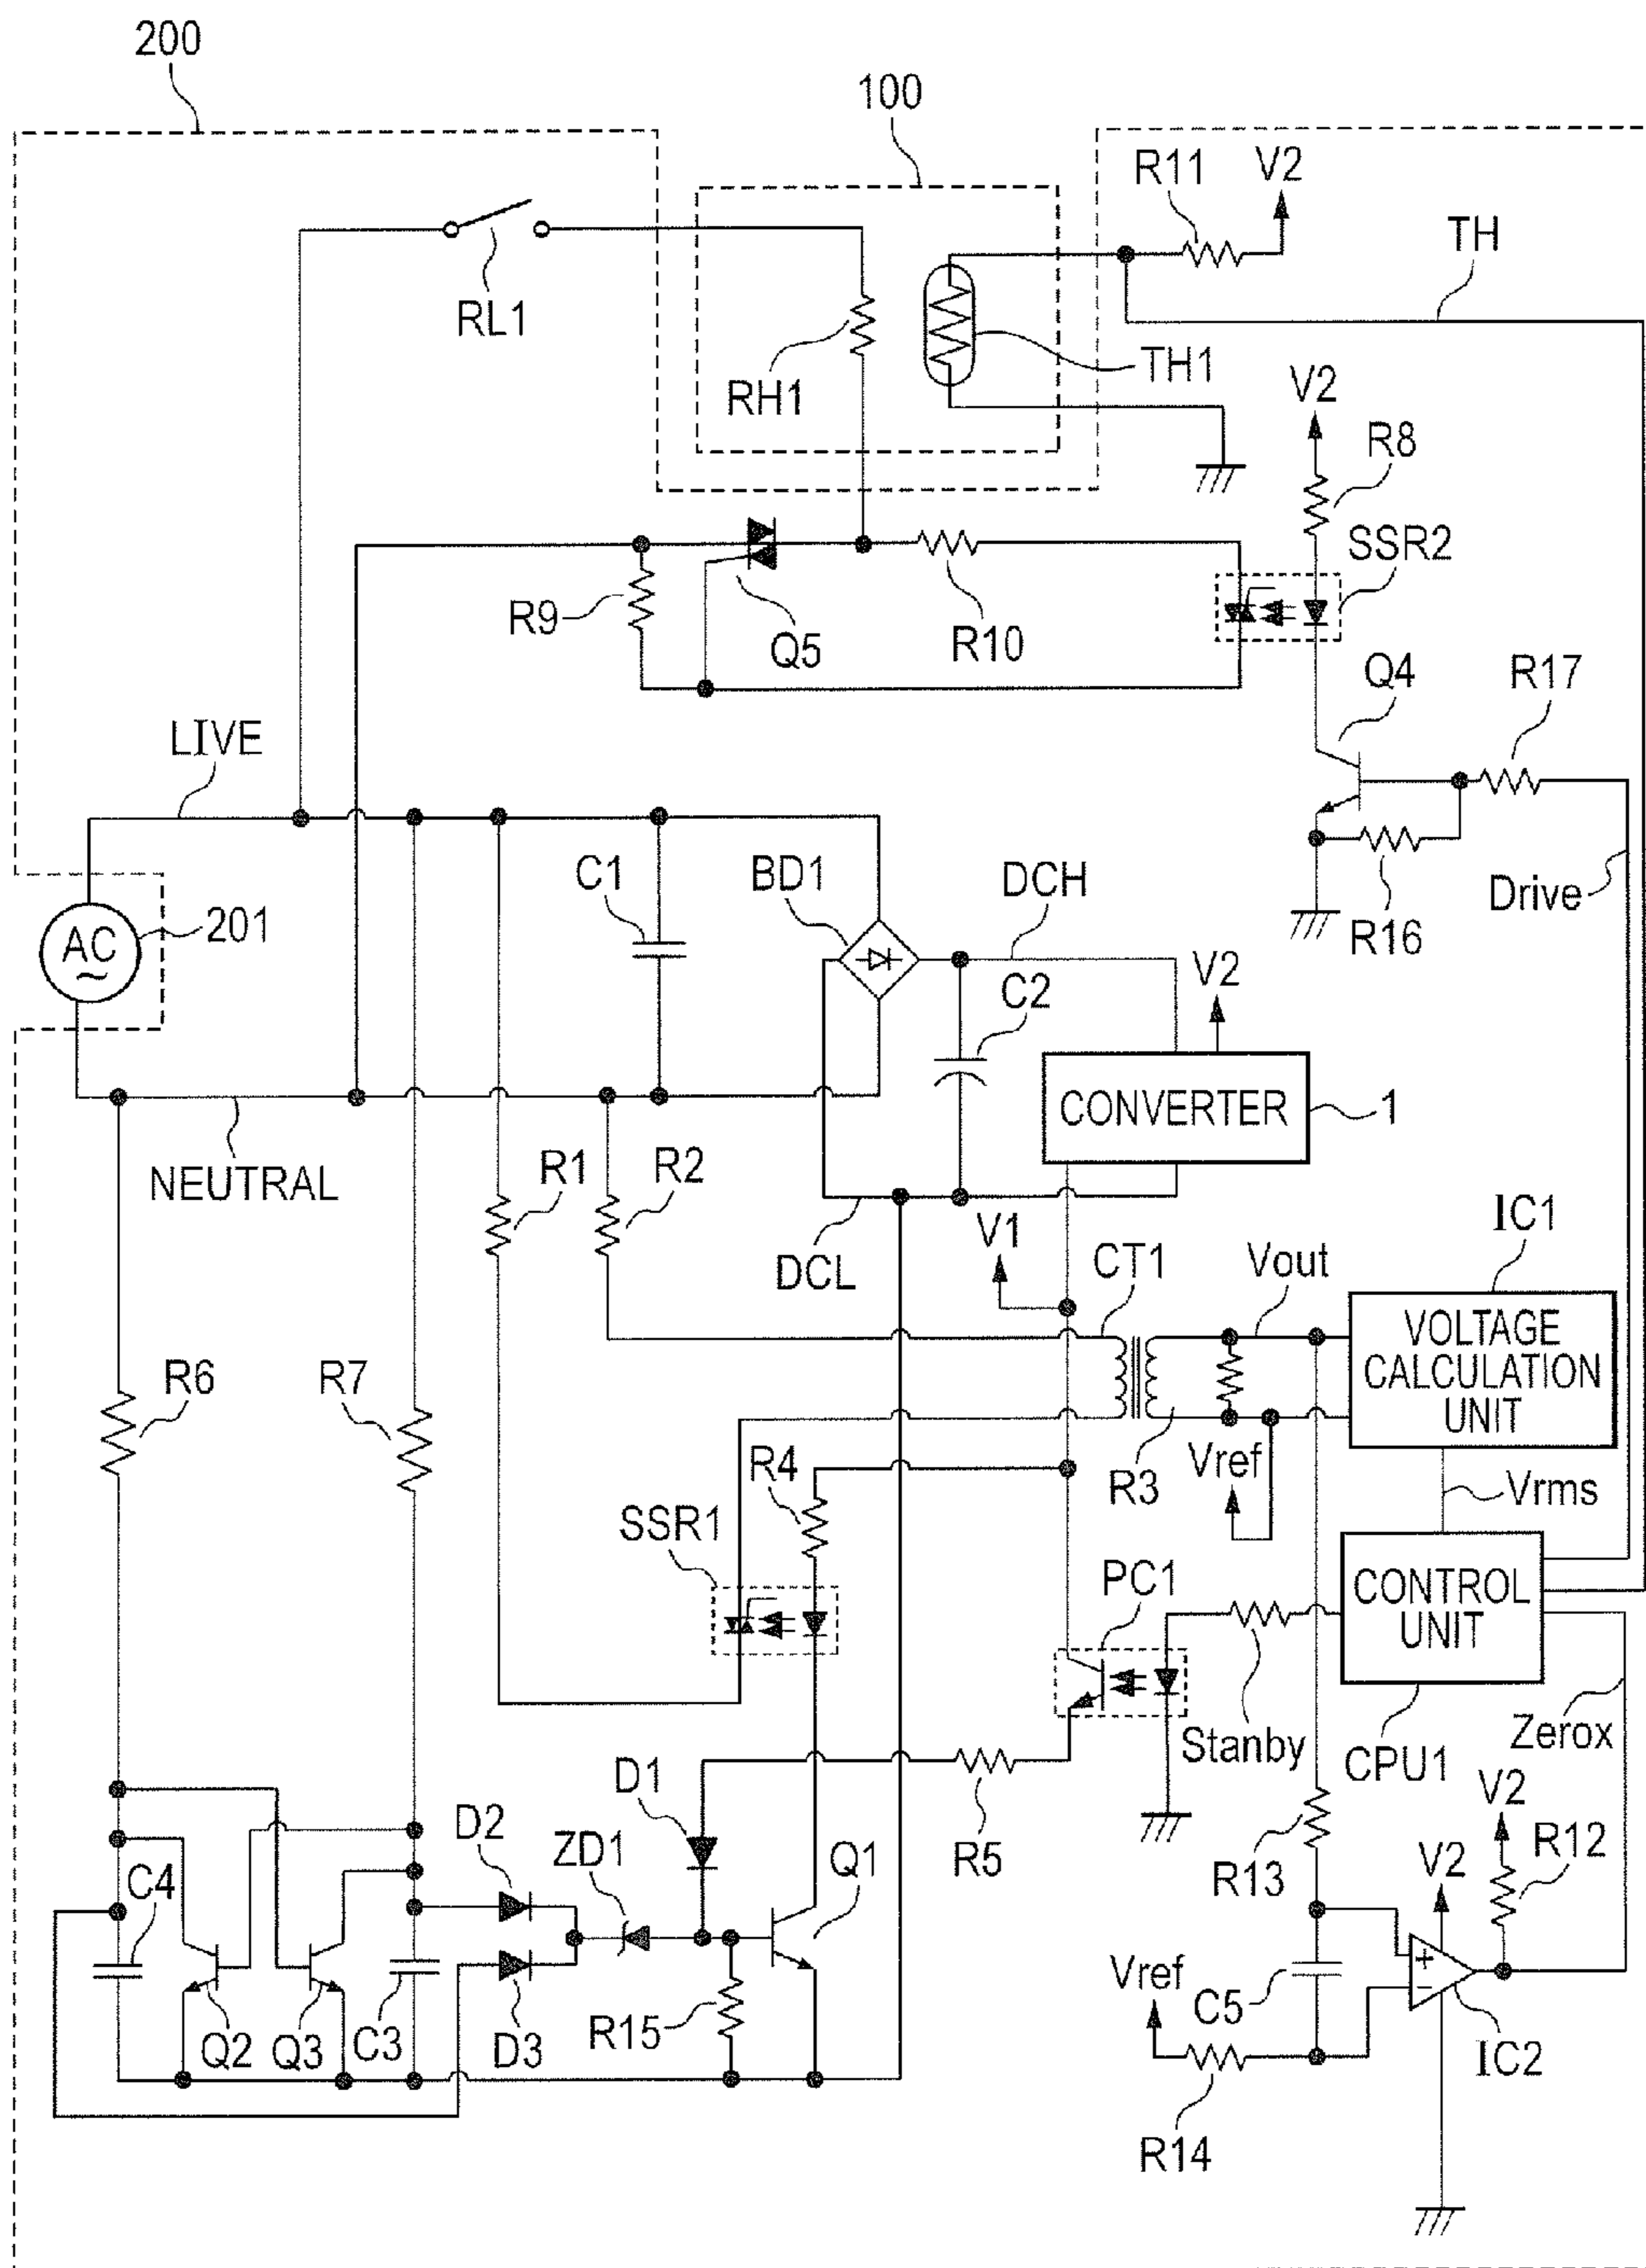 200
100
R11
V2
TH
RL1
RH1
TH1
V2
R8
SSR2
R9
Q5
R10
Q4
R17
LIVE
C1
BD1
DCH
Drive
R16
AC
~
201
V2
C2
CONVERTER
1
NEUTRAL
R1
R2
V1
DCL
CT1
Vout
IC1
VOLTAGE
CALCULATION
UNIT
R6
R7
R4
R3
Vref
Vrms
SSR1
PC1
CONTROL
UNIT
Stanby
CPU1
Zerox
D1
R5
V2
R12
D2
ZD1
Q1
R13
V2
C4
Vref
C5
+
−
Q2
Q3
C3
D3
R15
IC2
R14